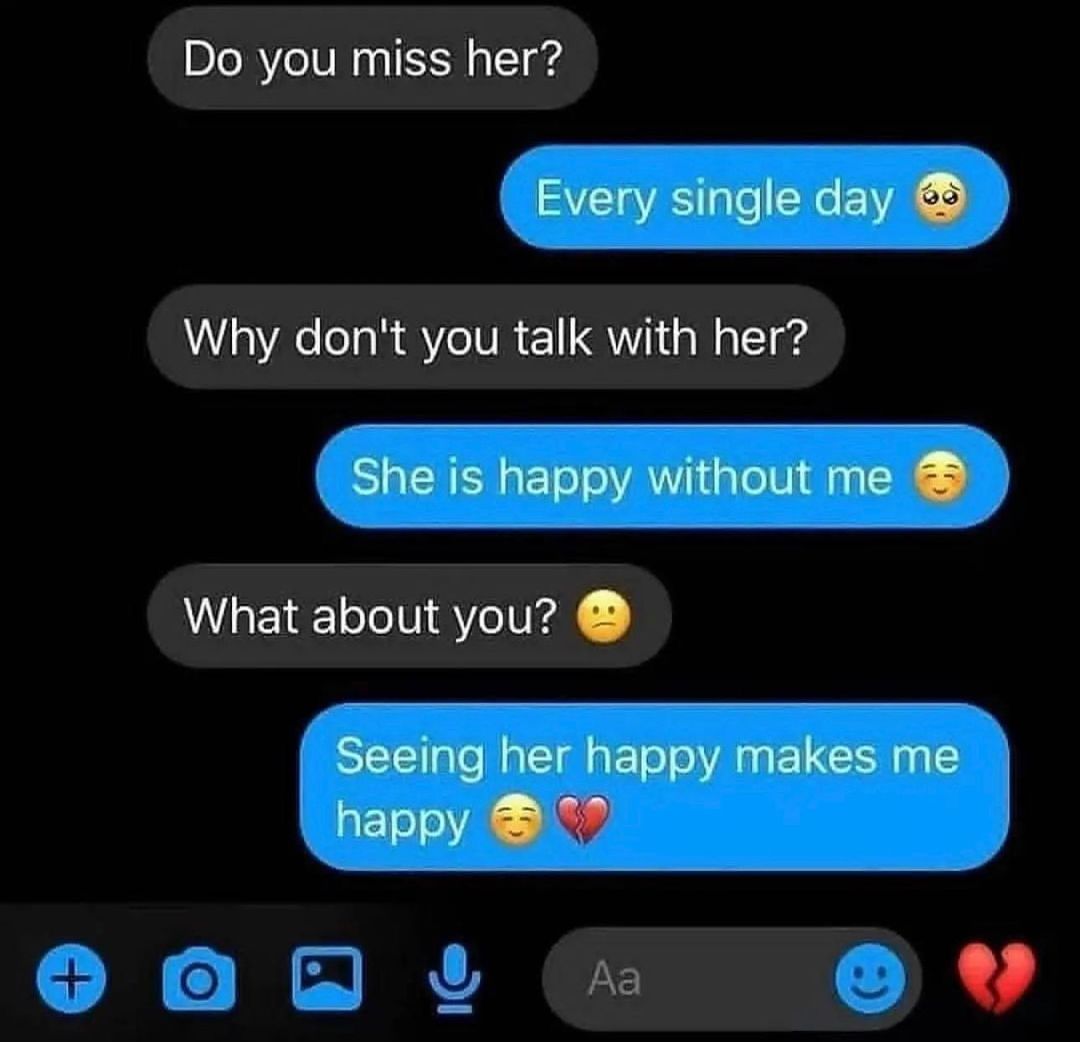 Do you miss her?
Every single day 🥺
Why don't you talk with her?
She is happy without me ☺️
What about you? 😕
Seeing her happy makes me
happy ☺️💔
Aa